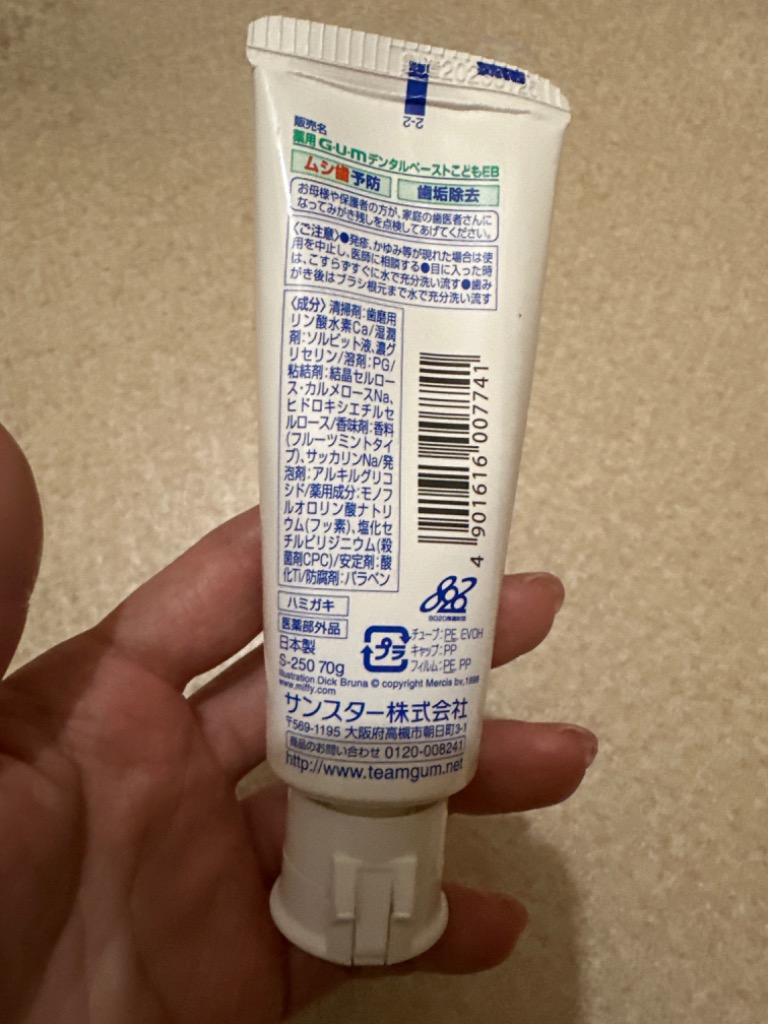 2-2
販売名
薬用G・U・mデンタルペーストこどもEB
ムシ歯予防 歯垢除去
お母様や保護者の方が、家庭の歯医者さんに
なってみがき残しを点検してあげてください。
〈ご注意〉●発疹、かゆみ等が現れた場合は使
用を中止し、医師に相談する●目に入った時
は、こすらずすぐに水で充分洗い流す●歯み
がき後はブラシ根元まで水で充分洗い流す
〈成分〉清掃剤:歯磨用
リン酸水素Ca/湿潤
剤:ソルビット液、濃グ
リセリン/溶剤:PG/
粘結剤:結晶セルロー
ス・カルメロースNa、
ヒドロキシエチルセ
ルロース/香味剤:香料
(フルーツミントタイ
プ)、サッカリンNa/発
泡剤:アルキルグリコ
シド/薬用成分:モノフ
ルオロリン酸ナトリ
ウム(フッ素)、塩化セ
チルピリジニウム(殺
菌剤CPC)/安定剤:酸
化Ti/防腐剤:パラベン
4 901616 007741
ハミガキ
医薬部外品
日本製
S-250 70g
8020
8020推進財団
プラ
チューブ:PE, EVOH
キャップ:PP
フィルム:PE, PP
Illustration Dick Bruna © copyright Mercis bv,
www.miffy.com
サンスター株式会社
〒569-1195 大阪府高槻市朝日町3-1
商品のお問い合わせ 0120-008241
http://www.teamgum.net